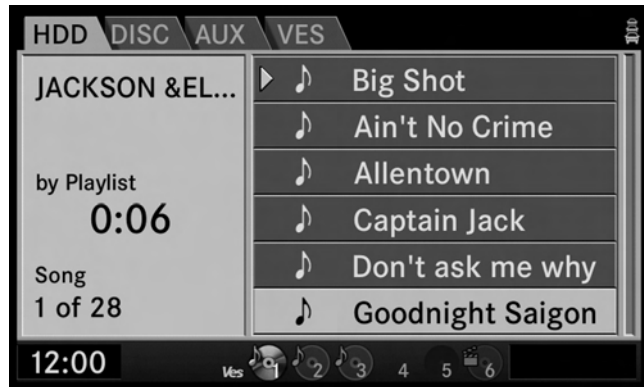 HDD DISC AUX VES
JACKSON &EL...
by Playlist
0:06
Song
1 of 28
Big Shot
Ain't No Crime
Allentown
Captain Jack
Don't ask me why
Goodnight Saigon
12:00 Ves 1 2 3 4 5 6